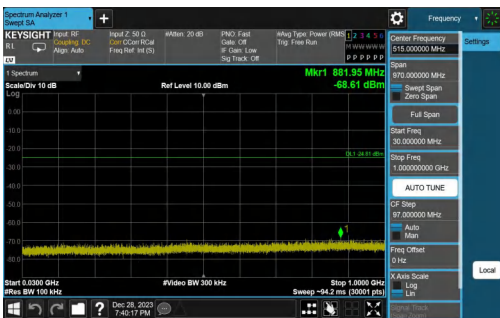 Spectrum Analyzer 1
Swept SA
+
Frequency
KEYSIGHT
Input: RF
Coupling: DC
Align: Auto
Input Z: 50 Ω
Corr CCorr RCal
Freq Ref: Int (S)
#Atten: 20 dB
PNO: Fast
Gate: Off
IF Gain: Low
Sig Track: Off
#Avg Type: Power (RMS)
Trig: Free Run
1 2 3 4 5 6
M W W W W W
P P P P P P
RL
LXI
Center Frequency
515.000000 MHz
Settings
1 Spectrum
Scale/Div 10 dB
Ref Level 10.00 dBm
Mkr1 881.95 MHz
-68.61 dBm
Span
970.000000 MHz
Swept Span
Zero Span
Full Span
Start Freq
30.000000 MHz
Stop Freq
1.000000000 GHz
AUTO TUNE
CF Step
97.000000 MHz
Auto
Man
Freq Offset
0 Hz
X Axis Scale
Log
Lin
Signal Track
Local
Log
0.00
-10.0
-20.0
-30.0
-40.0
-50.0
-60.0
-70.0
-80.0
1
Start 0.0300 GHz
#Res BW 100 kHz
#Video BW 300 kHz
Stop 1.0000 GHz
Sweep ~94.2 ms (30001 pts)
?
Dec 28, 2023
7:40:17 PM